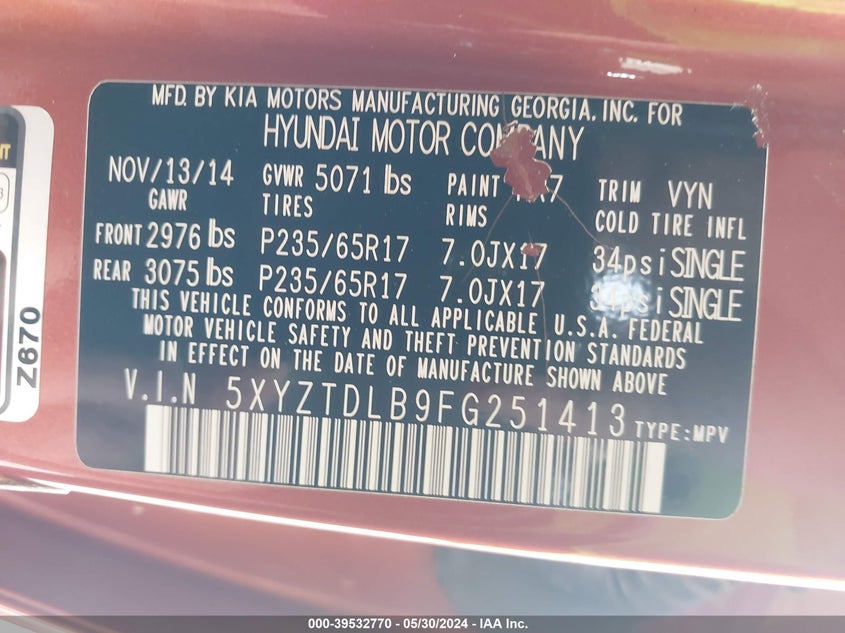 MFD. BY KIA MOTORS MANUFACTURING GEORGIA, INC. FOR
HYUNDAI MOTOR COMPANY
NOV/13/14 GVWR 5071 lbs PAINT TRIM VYN
GAWR TIRES RIMS COLD TIRE INFL
FRONT 2976 lbs P235/65R17 7.0JX17 34psi SINGLE
REAR 3075 lbs P235/65R17 7.0JX17 34psi SINGLE
THIS VEHICLE CONFORMS TO ALL APPLICABLE U.S.A. FEDERAL
MOTOR VEHICLE SAFETY AND THEFT PREVENTION STANDARDS
IN EFFECT ON THE DATE OF MANUFACTURE SHOWN ABOVE
V.I.N 5XYZTDLB9FG251413 TYPE:MPV
Z670
000-39532770 - 05/30/2024 - IAA Inc.